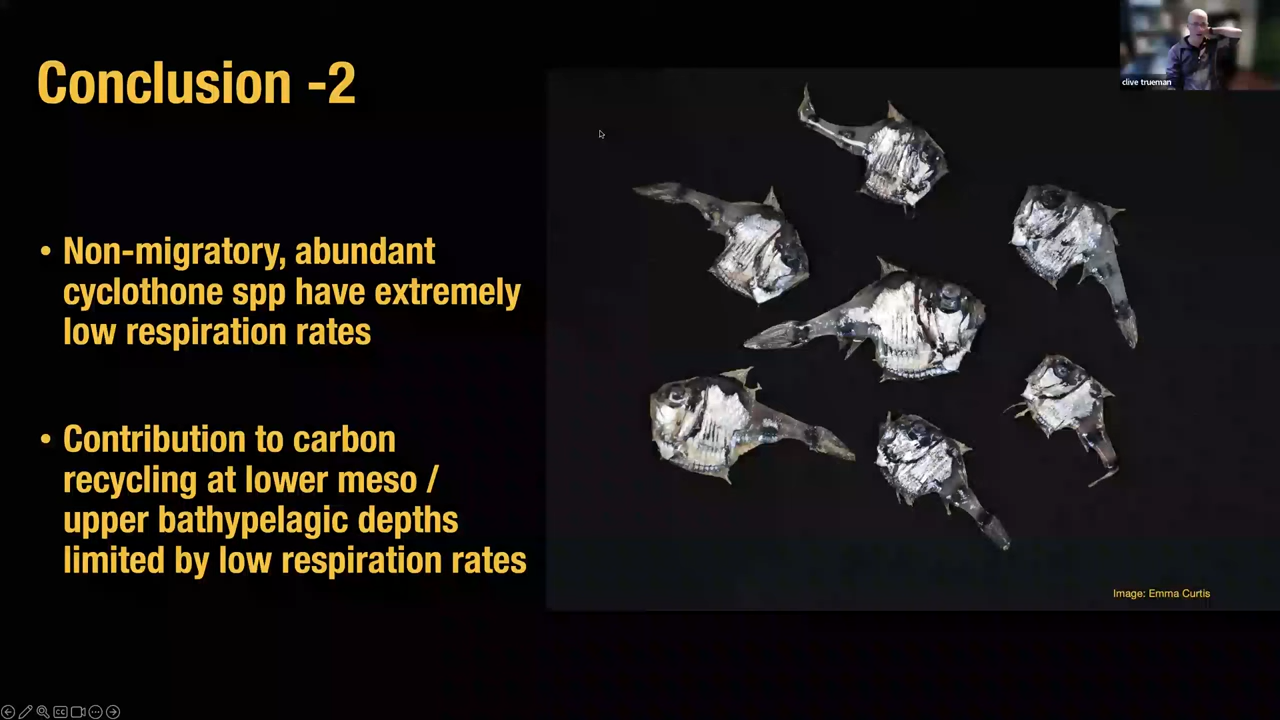 clive trueman
Conclusion -2
• Non-migratory, abundant
cyclothone spp have extremely
low respiration rates
• Contribution to carbon
recycling at lower meso /
upper bathypelagic depths
limited by low respiration rates
Image: Emma Curtis
CC